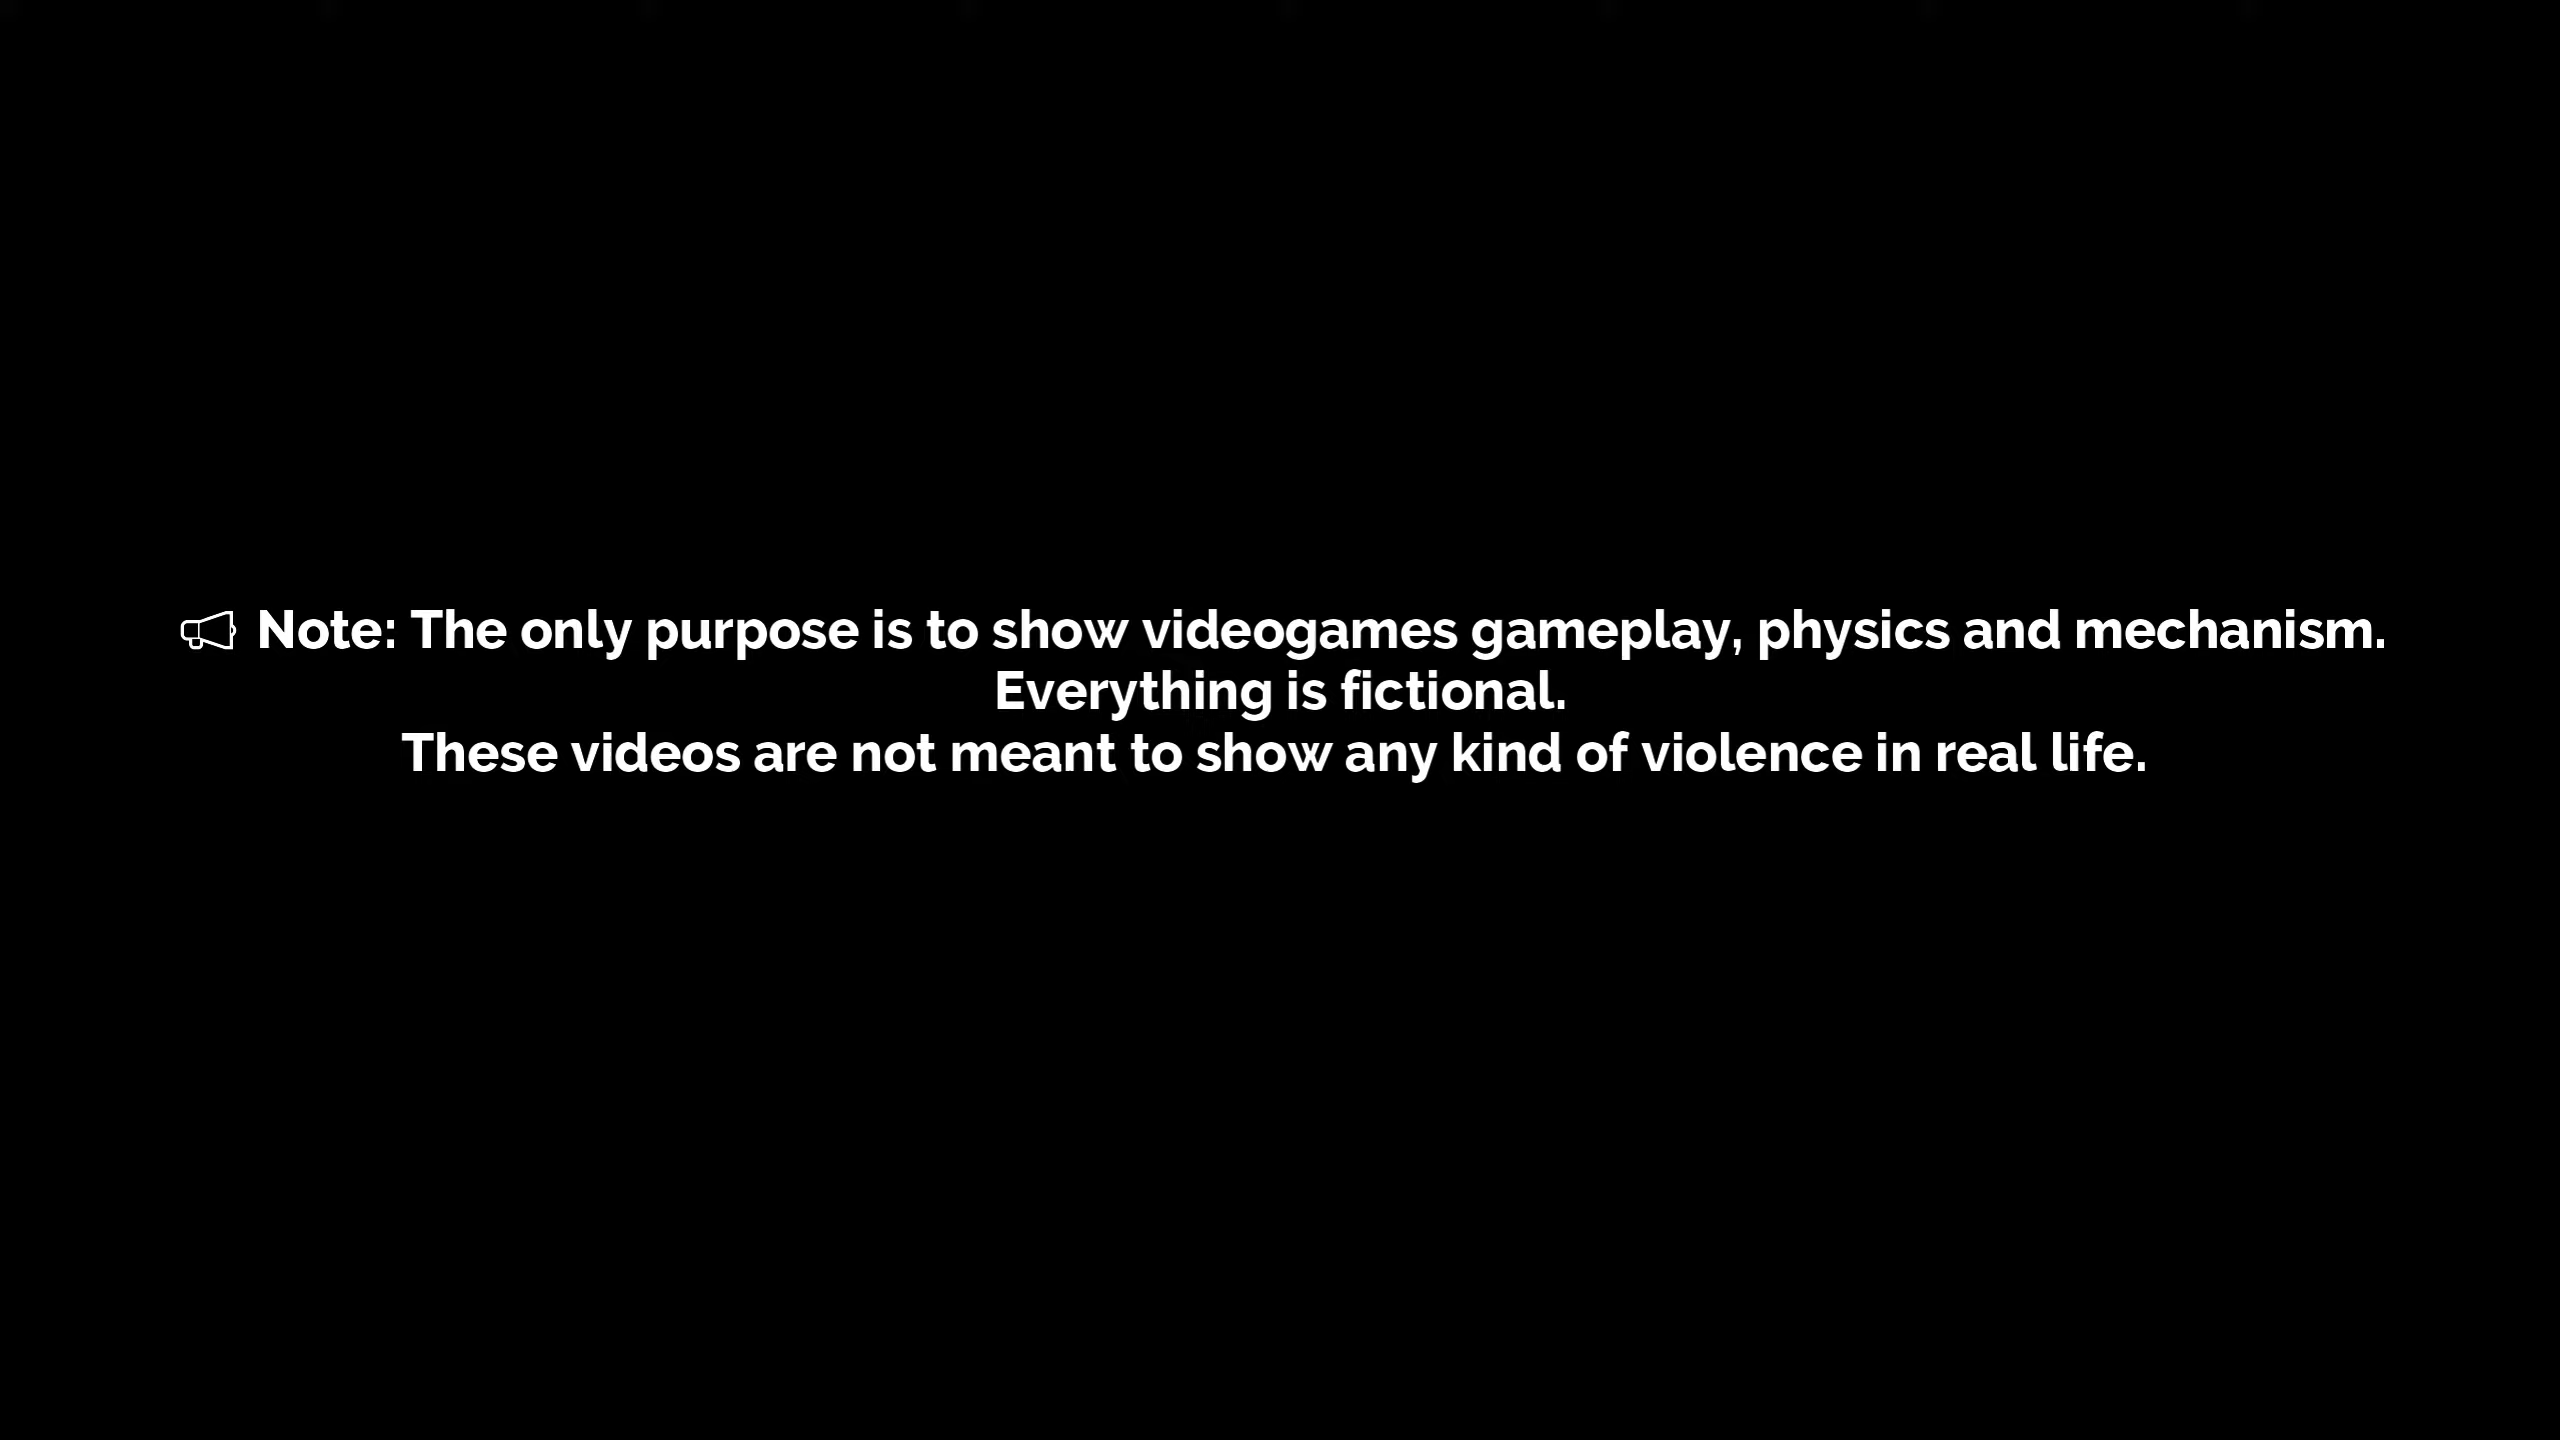 Note: The only purpose is to show videogames gameplay, physics and mechanism.
Everything is fictional.
These videos are not meant to show any kind of violence in real life.